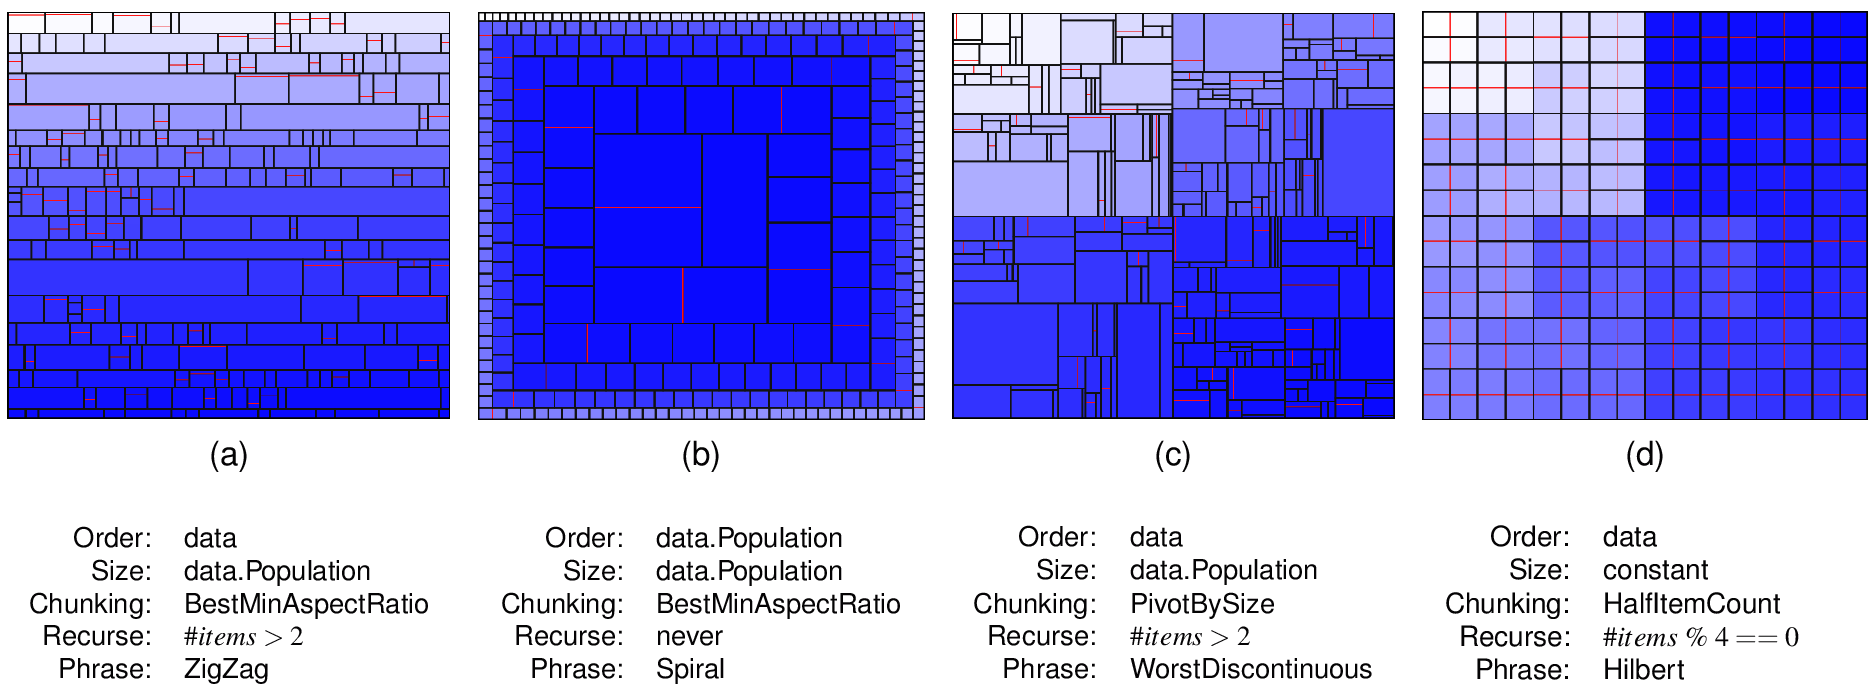 (a)
(b)
(c)
(d)
Order: data
Size: data.Population
Chunking: BestMinAspectRatio
Recurse: #items > 2
Phrase: ZigZag
Order: data.Population
Size: data.Population
Chunking: BestMinAspectRatio
Recurse: never
Phrase: Spiral
Order: data
Size: data.Population
Chunking: PivotBySize
Recurse: #items > 2
Phrase: WorstDiscontinuous
Order: data
Size: constant
Chunking: HalfItemCount
Recurse: #items % 4 == 0
Phrase: Hilbert